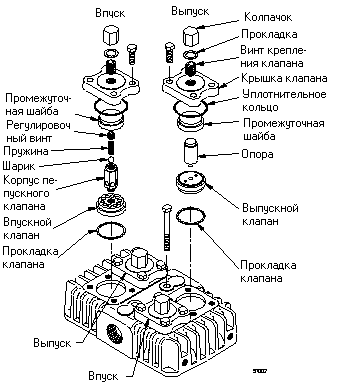 Впуск
Выпуск
Колпачок
Прокладка
Винт крепле-
ния клапана
Крышка клапана
Уплотнительное
кольцо
Промежуточная
шайба
Опора
Выпускной
клапан
Прокладка
клапана
Промежуточ-
ная шайба
Регулировоч
ный винт
Пружина
Шарик
Корпус пе-
пускного
клапана
Впускной
клапан
Прокладка
клапана
Выпуск
Впуск